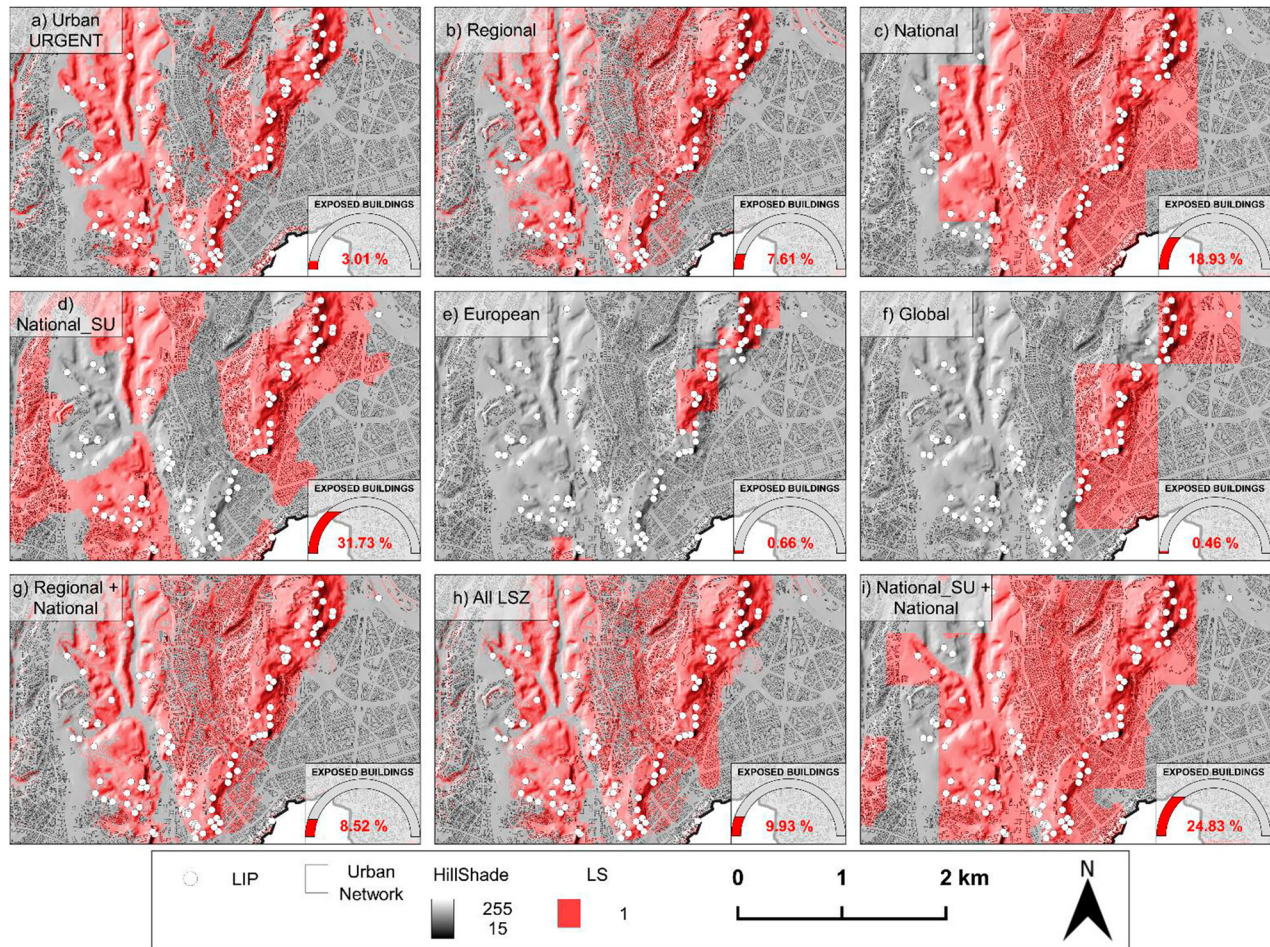 a) Urban
URGENT
EXPOSED BUILDINGS
3.01 %
b) Regional
EXPOSED BUILDINGS
7.61 %
c) National
EXPOSED BUILDINGS
18.93 %
d)
National_SU
EXPOSED BUILDINGS
31.73 %
e) European
EXPOSED BUILDINGS
0.66 %
f) Global
EXPOSED BUILDINGS
0.46 %
g) Regional +
National
EXPOSED BUILDINGS
8.52 %
h) All LSZ
EXPOSED BUILDINGS
9.93 %
i) National_SU +
National
EXPOSED BUILDINGS
24.83 %
LIP
Urban
Network
HillShade
255
15
LS
1
0 1 2 km
N